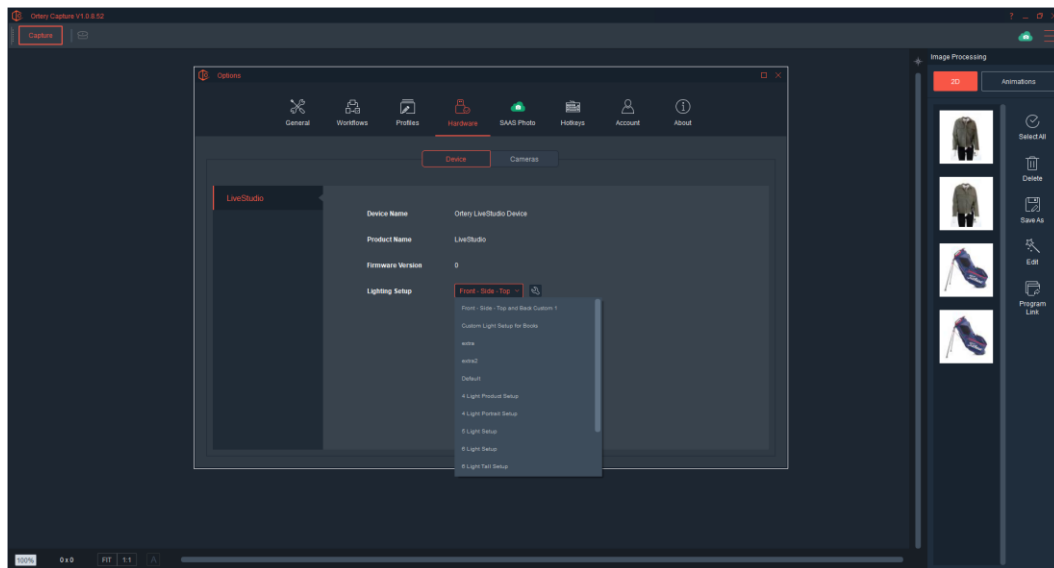 Ortery Capture V1.0.8.52
? – 
Capture
Image Processing
2D
Animations
Select All
Delete
Save As
Edit
Program
Link
Options
General
Workflows
Profiles
Hardware
SAAS Photo
Hotkeys
Account
About
Device
Cameras
LiveStudio
Device Name
Ortery LiveStudio Device
Product Name
LiveStudio
Firmware Version
0
Lighting Setup
Front - Side - Top
Front - Side - Top and Back Custom 1
Custom Light Setup for Books
extra
extra2
Default
4 Light Product Setup
4 Light Portrait Setup
5 Light Setup
6 Light Setup
8 Light Tall Setup
100%
0 x 0
FIT
1:1
A